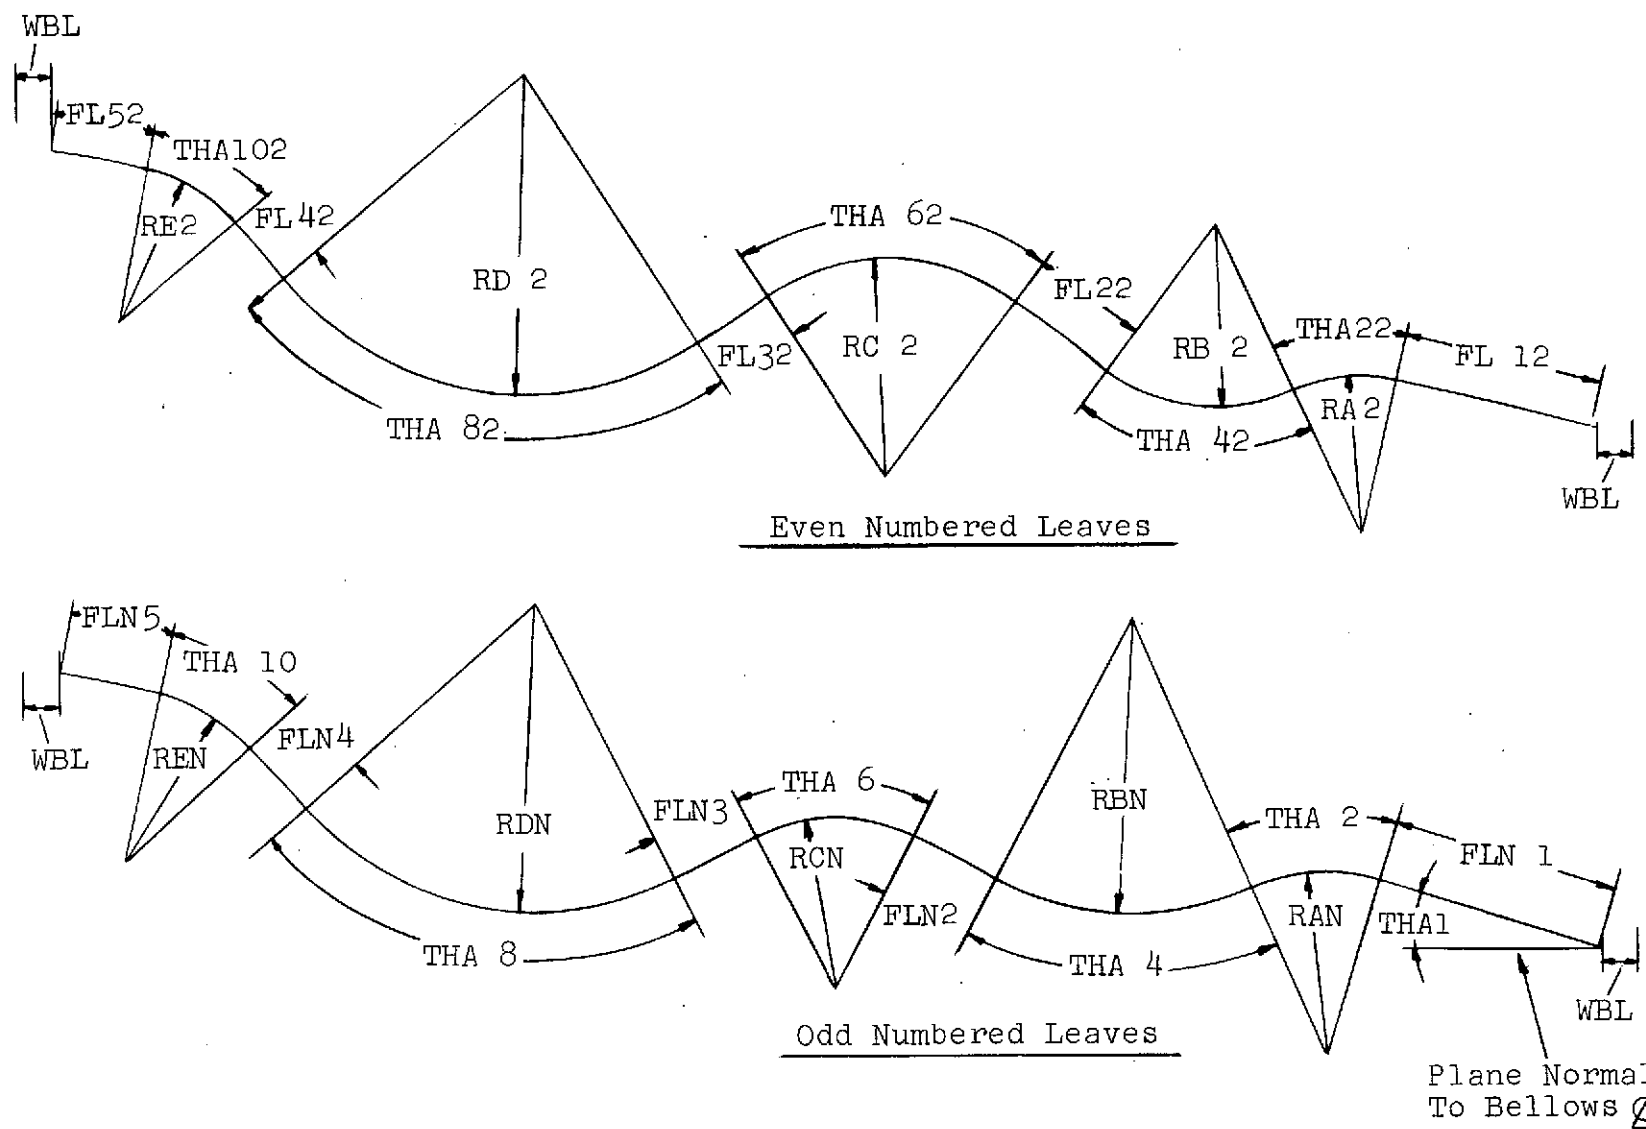 WBL
FL52
THA102
RE2
FL42
RD 2
THA 82
FL32
THA 62
RC 2
FL22
RB 2
THA 42
THA22
RA2
FL 12
WBL
Even Numbered Leaves
FLN5
THA 10
WBL
REN
FLN4
RDN
THA 8
FLN3
THA 6
RCN
FLN2
RBN
THA 4
THA 2
RAN
FLN 1
THA1
WBL
Odd Numbered Leaves
Plane Normal
To Bellows